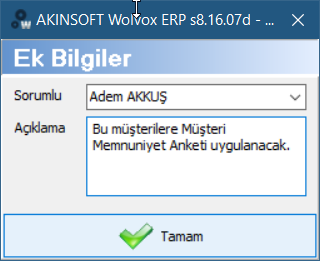 AKINSOFT Wolvox ERP s8.16.07d - ...
Ek Bilgiler
Sorumlu
Adem AKKUŞ
Açıklama
Bu müşterilere Müşteri
Memnuniyet Anketi uygulanacak.
Tamam